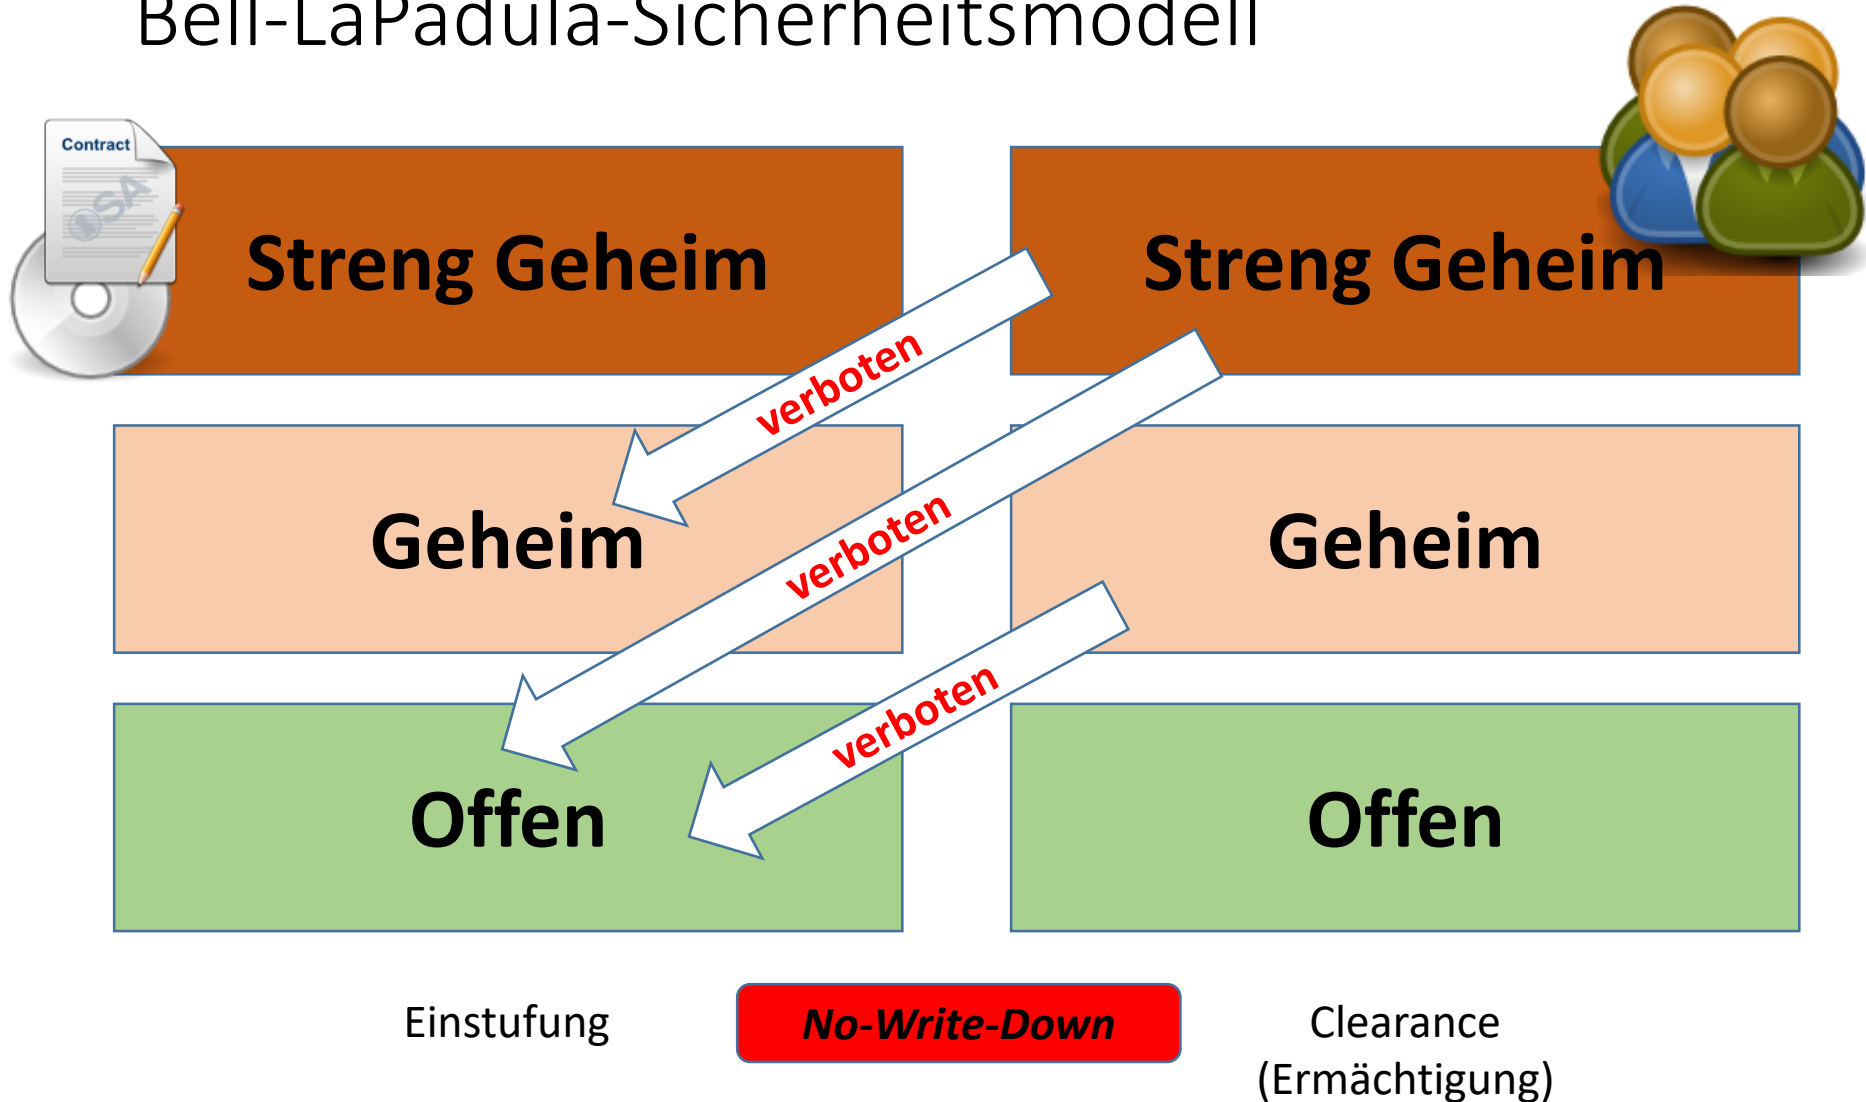 Bell-LaPadula-Sicherheitsmodell
Contract
OSA
Streng Geheim
Streng Geheim
verboten
Geheim
verboten
Geheim
verboten
Offen
Offen
Einstufung
No-Write-Down
Clearance
(Ermächtigung)